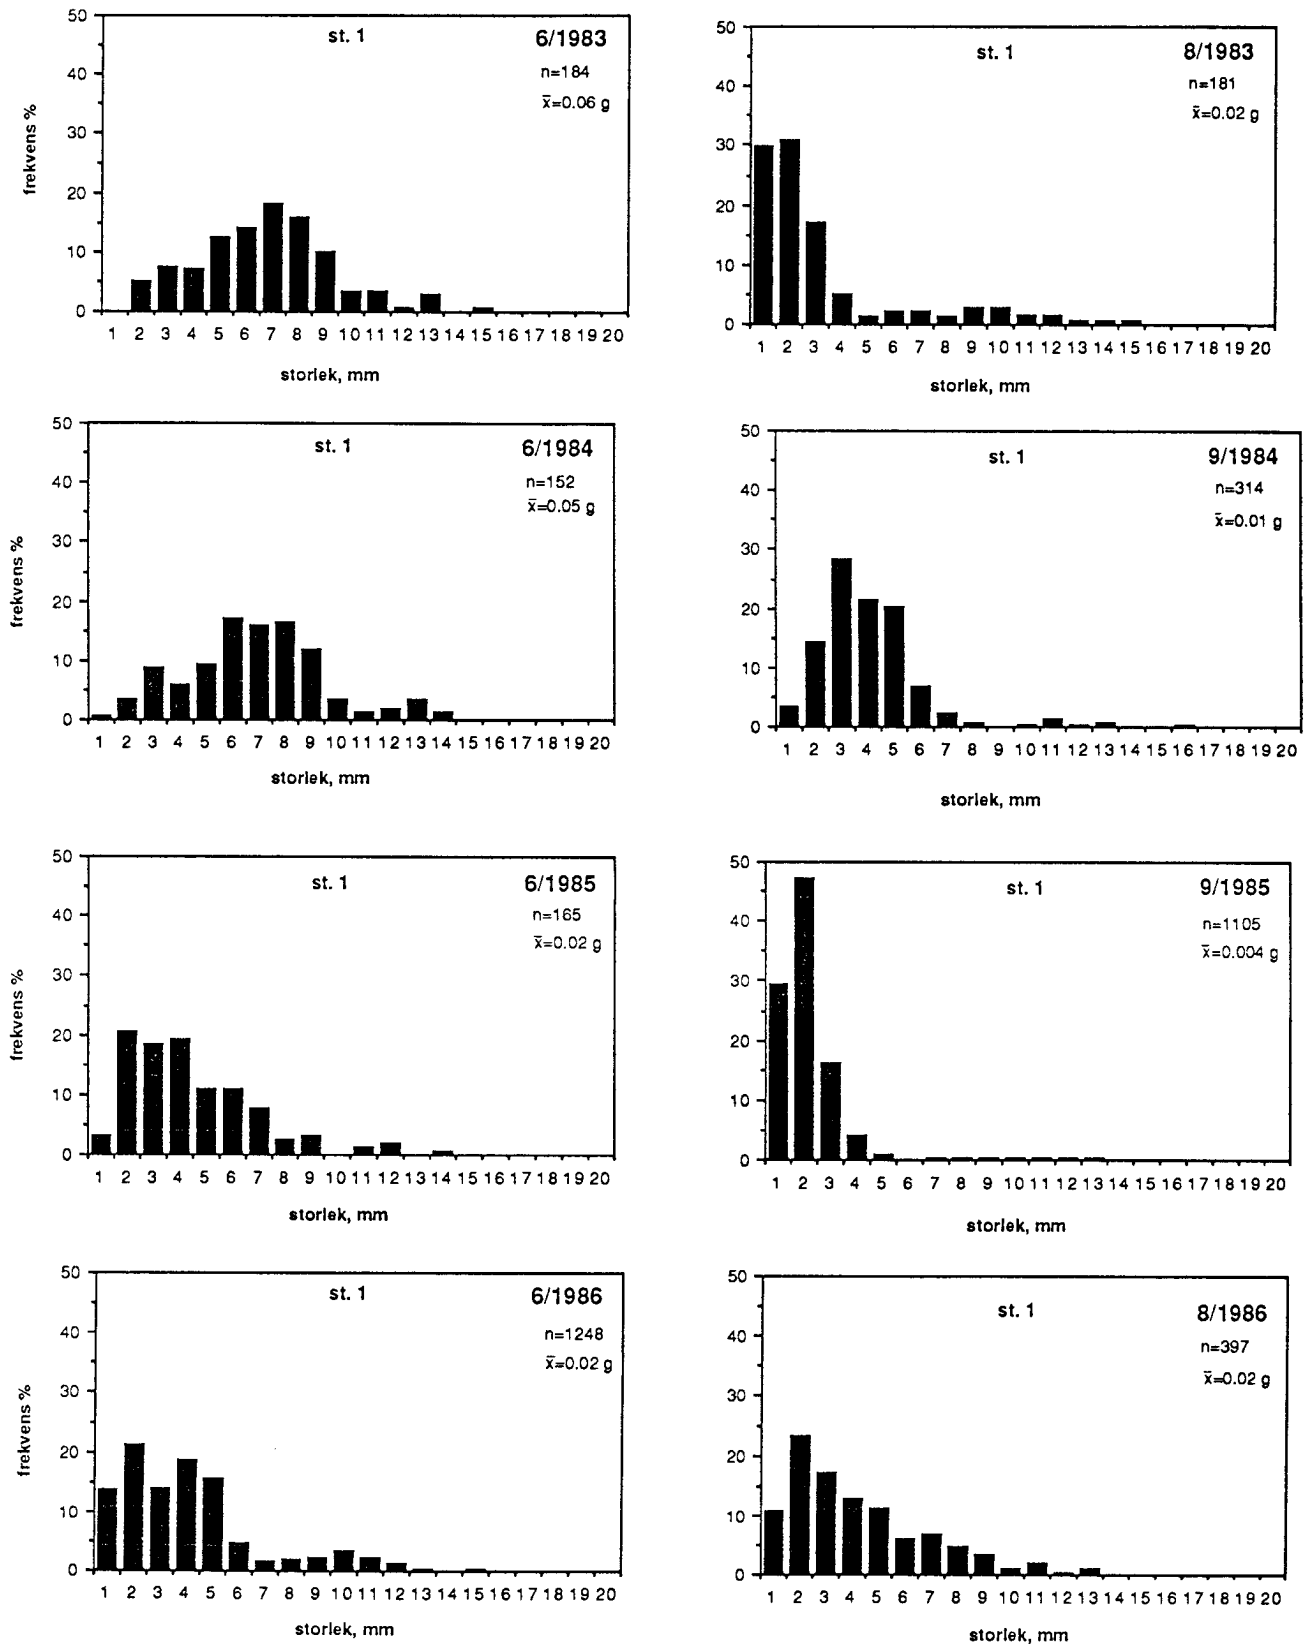 50
st. 1
6/1983
n=184
x̄=0.06 g
40
30
20
10
0
frekvens %
1 2 3 4 5 6 7 8 9 10 11 12 13 14 15 16 17 18 19 20
storlek, mm
50
st. 1
8/1983
n=181
x̄=0.02 g
40
30
20
10
0
1 2 3 4 5 6 7 8 9 10 11 12 13 14 15 16 17 18 19 20
storlek, mm
50
st. 1
6/1984
n=152
x̄=0.05 g
40
30
20
10
0
frekvens %
1 2 3 4 5 6 7 8 9 10 11 12 13 14 15 16 17 18 19 20
storlek, mm
50
st. 1
9/1984
n=314
x̄=0.01 g
40
30
20
10
0
1 2 3 4 5 6 7 8 9 10 11 12 13 14 15 16 17 18 19 20
storlek, mm
50
st. 1
6/1985
n=165
x̄=0.02 g
40
30
20
10
0
frekvens %
1 2 3 4 5 6 7 8 9 10 11 12 13 14 15 16 17 18 19 20
storlek, mm
50
st. 1
9/1985
n=1105
x̄=0.004 g
40
30
20
10
0
1 2 3 4 5 6 7 8 9 10 11 12 13 14 15 16 17 18 19 20
storlek, mm
50
st. 1
6/1986
n=1248
x̄=0.02 g
40
30
20
10
0
frekvens %
1 2 3 4 5 6 7 8 9 10 11 12 13 14 15 16 17 18 19 20
storlek, mm
50
st. 1
8/1986
n=397
x̄=0.02 g
40
30
20
10
0
1 2 3 4 5 6 7 8 9 10 11 12 13 14 15 16 17 18 19 20
storlek, mm